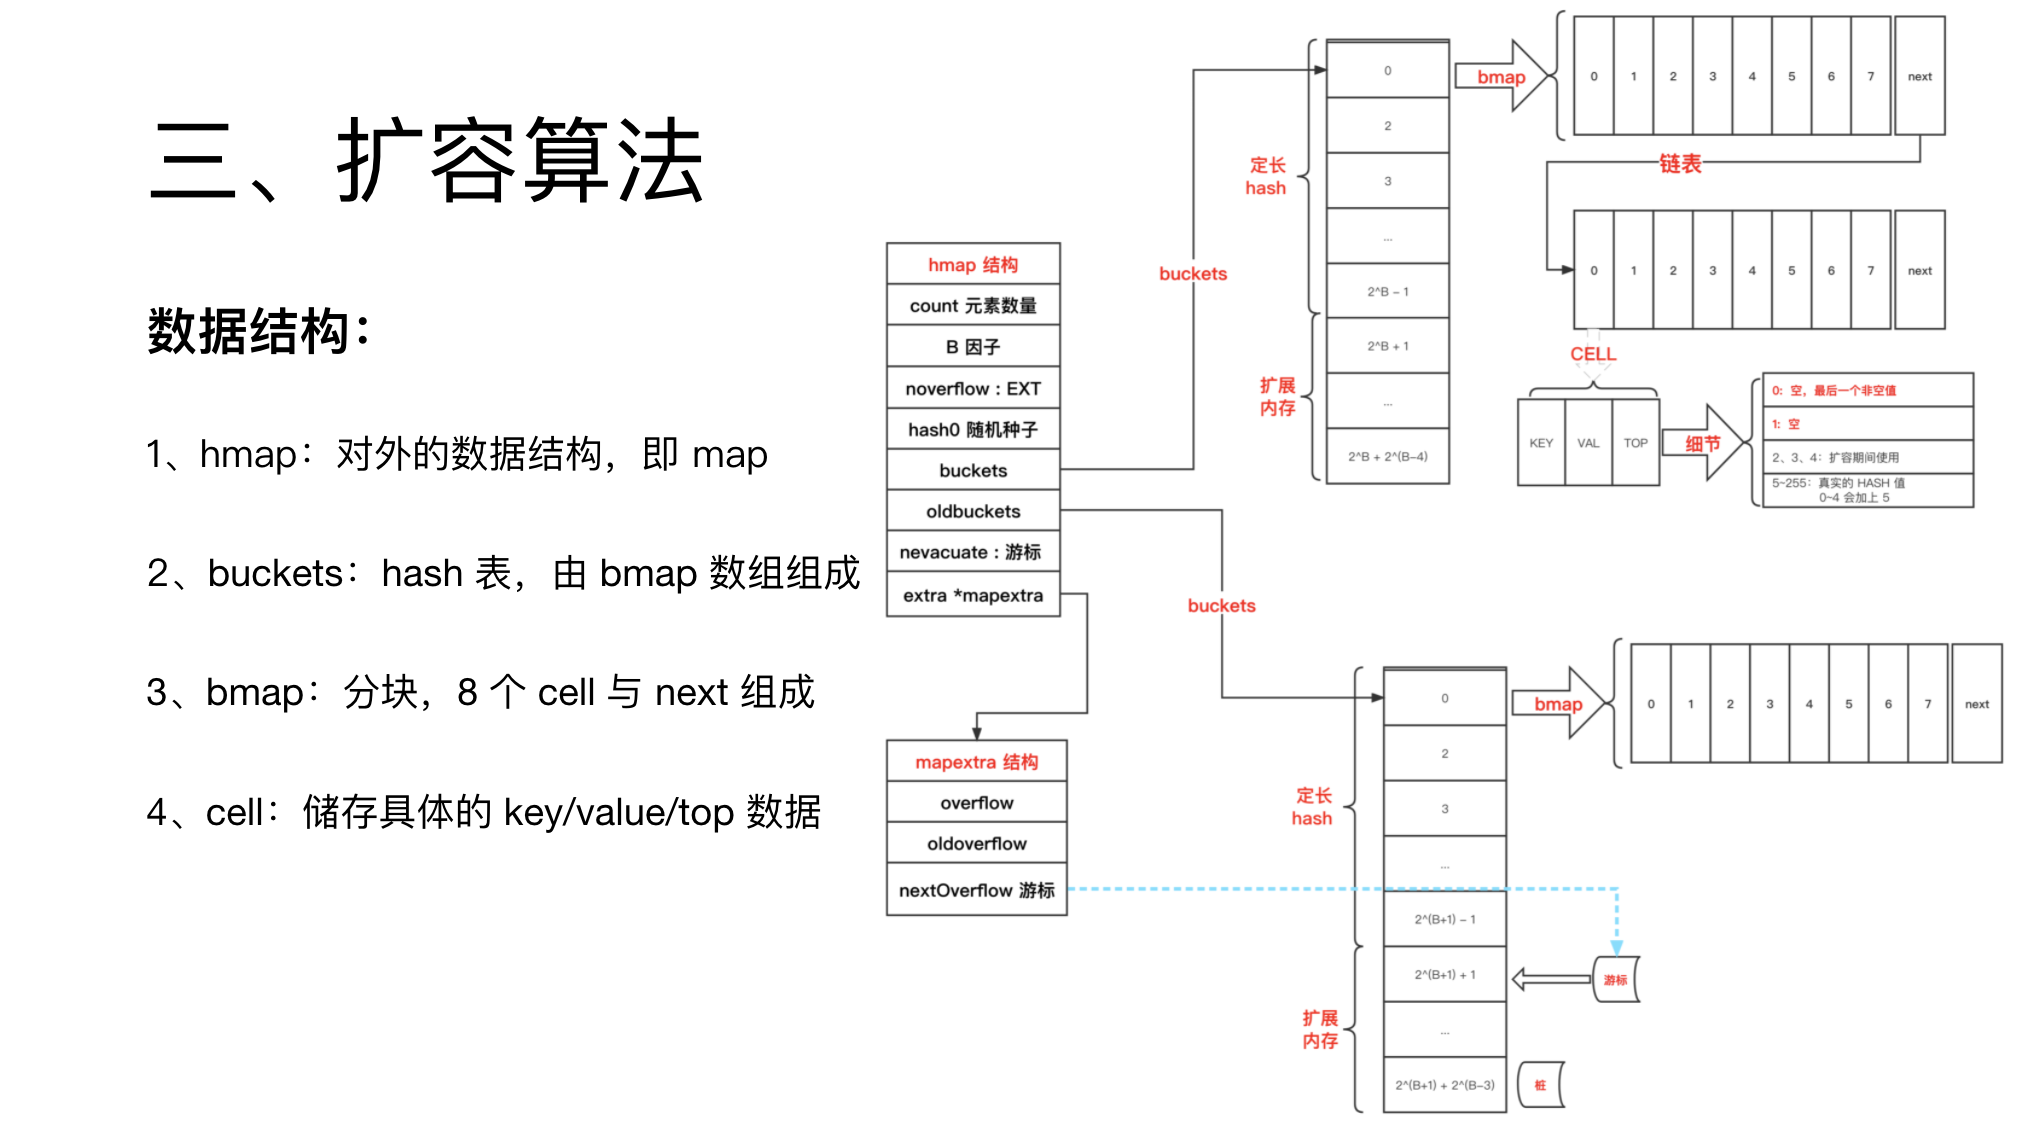 三、扩容算法
数据结构：
1、hmap：对外的数据结构，即 map
2、buckets：hash 表，由 bmap 数组组成
3、bmap：分块，8 个 cell 与 next 组成
4、cell：储存具体的 key/value/top 数据
hmap 结构
count 元素数量
B 因子
noverflow : EXT
hash0 随机种子
buckets
oldbuckets
nevacuate : 游标
extra *mapextra
mapextra 结构
overflow
oldoverflow
nextOverflow 游标
buckets
定长
hash
扩展
内存
0
2
3
...
2^B – 1
2^B + 1
...
2^B + 2^(B–4)
bmap
0 1 2 3 4 5 6 7 next
链表
0 1 2 3 4 5 6 7 next
CELL
KEY VAL TOP
细节
0: 空，最后一个非空值
1: 空
2、3、4：扩容期间使用
5~255：真实的 HASH 值
0~4 会加上 5
buckets
定长
hash
扩展
内存
0
2
3
...
2^(B+1) – 1
2^(B+1) + 1
...
2^(B+1) + 2^(B–3)
bmap
0 1 2 3 4 5 6 7 next
游标
桩